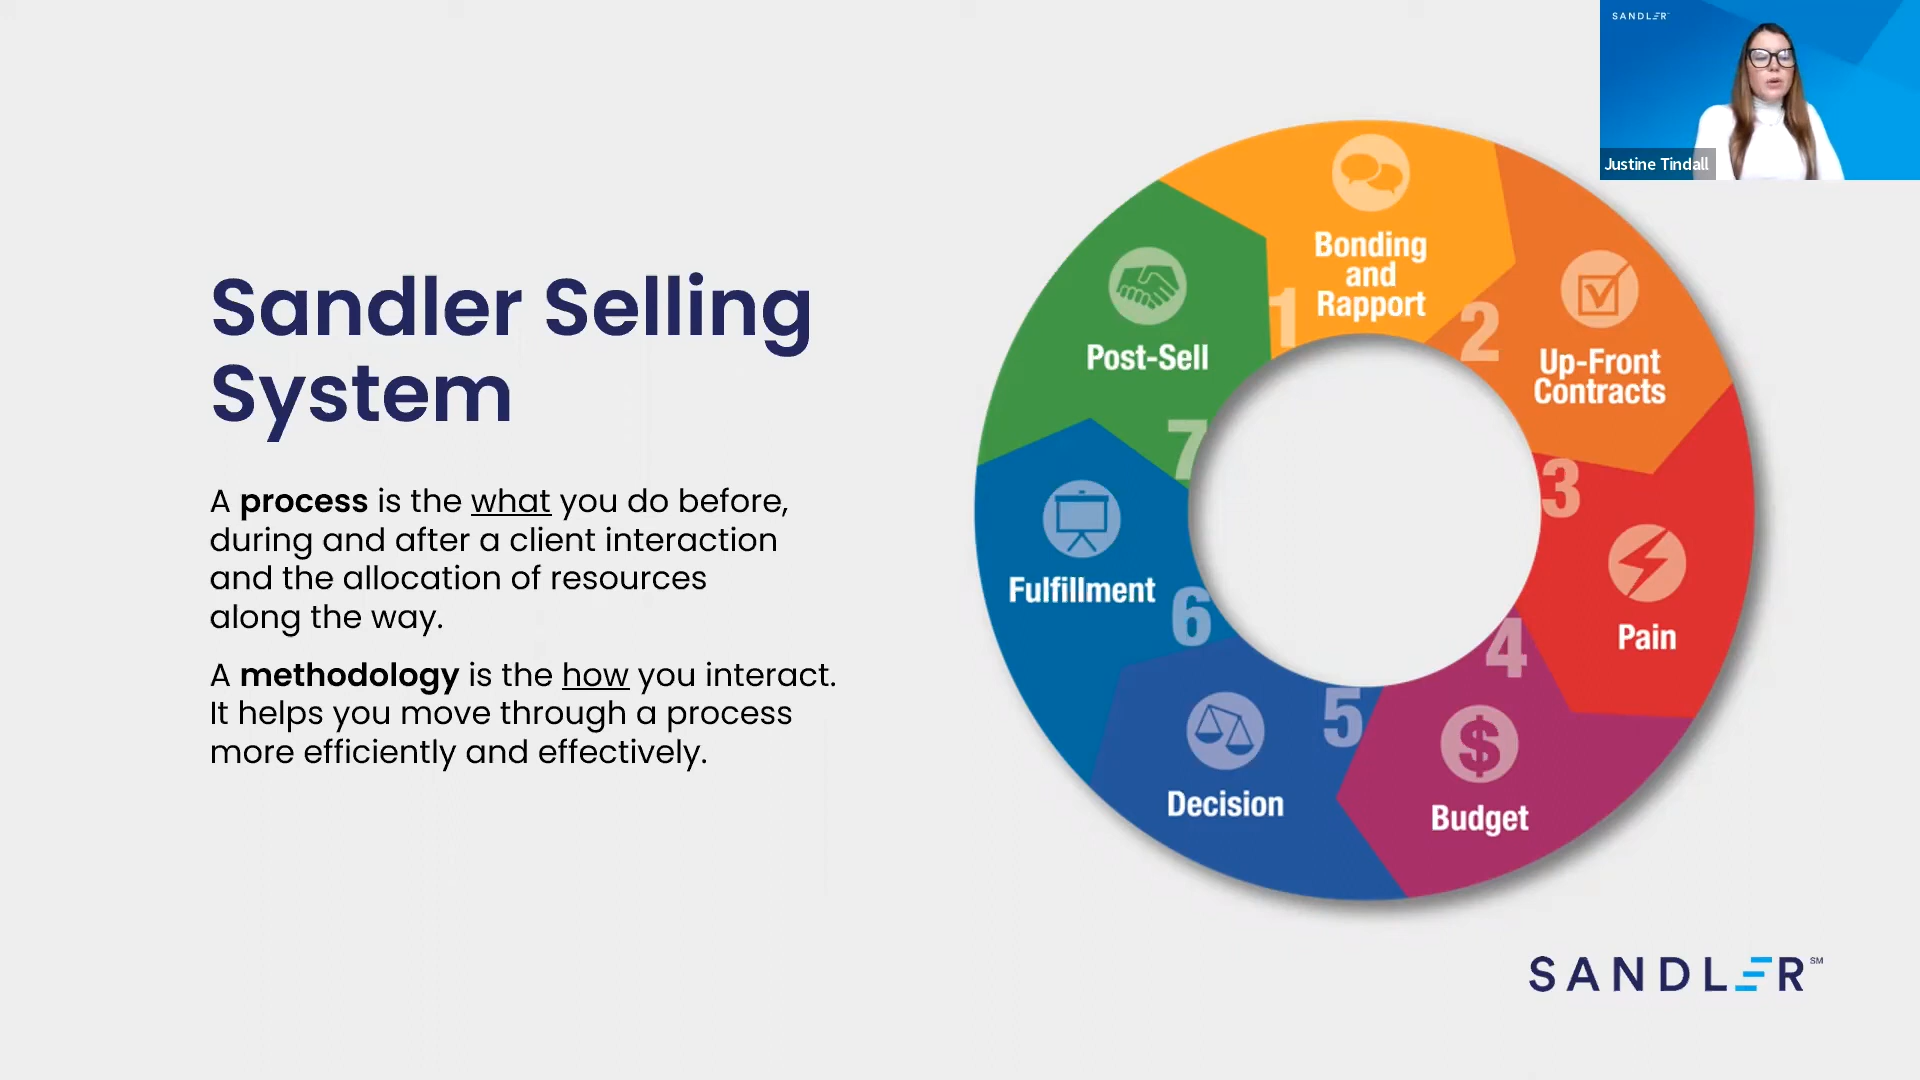 SANDLER
Justine Tindall
Sandler Selling
System
A process is the what you do before,
during and after a client interaction
and the allocation of resources
along the way.
A methodology is the how you interact.
It helps you move through a process
more efficiently and effectively.
1
Bonding
and
Rapport
2
Up-Front
Contracts
3
Pain
4
Budget
5
Decision
6
Fulfillment
7
Post-Sell
SANDLER SM